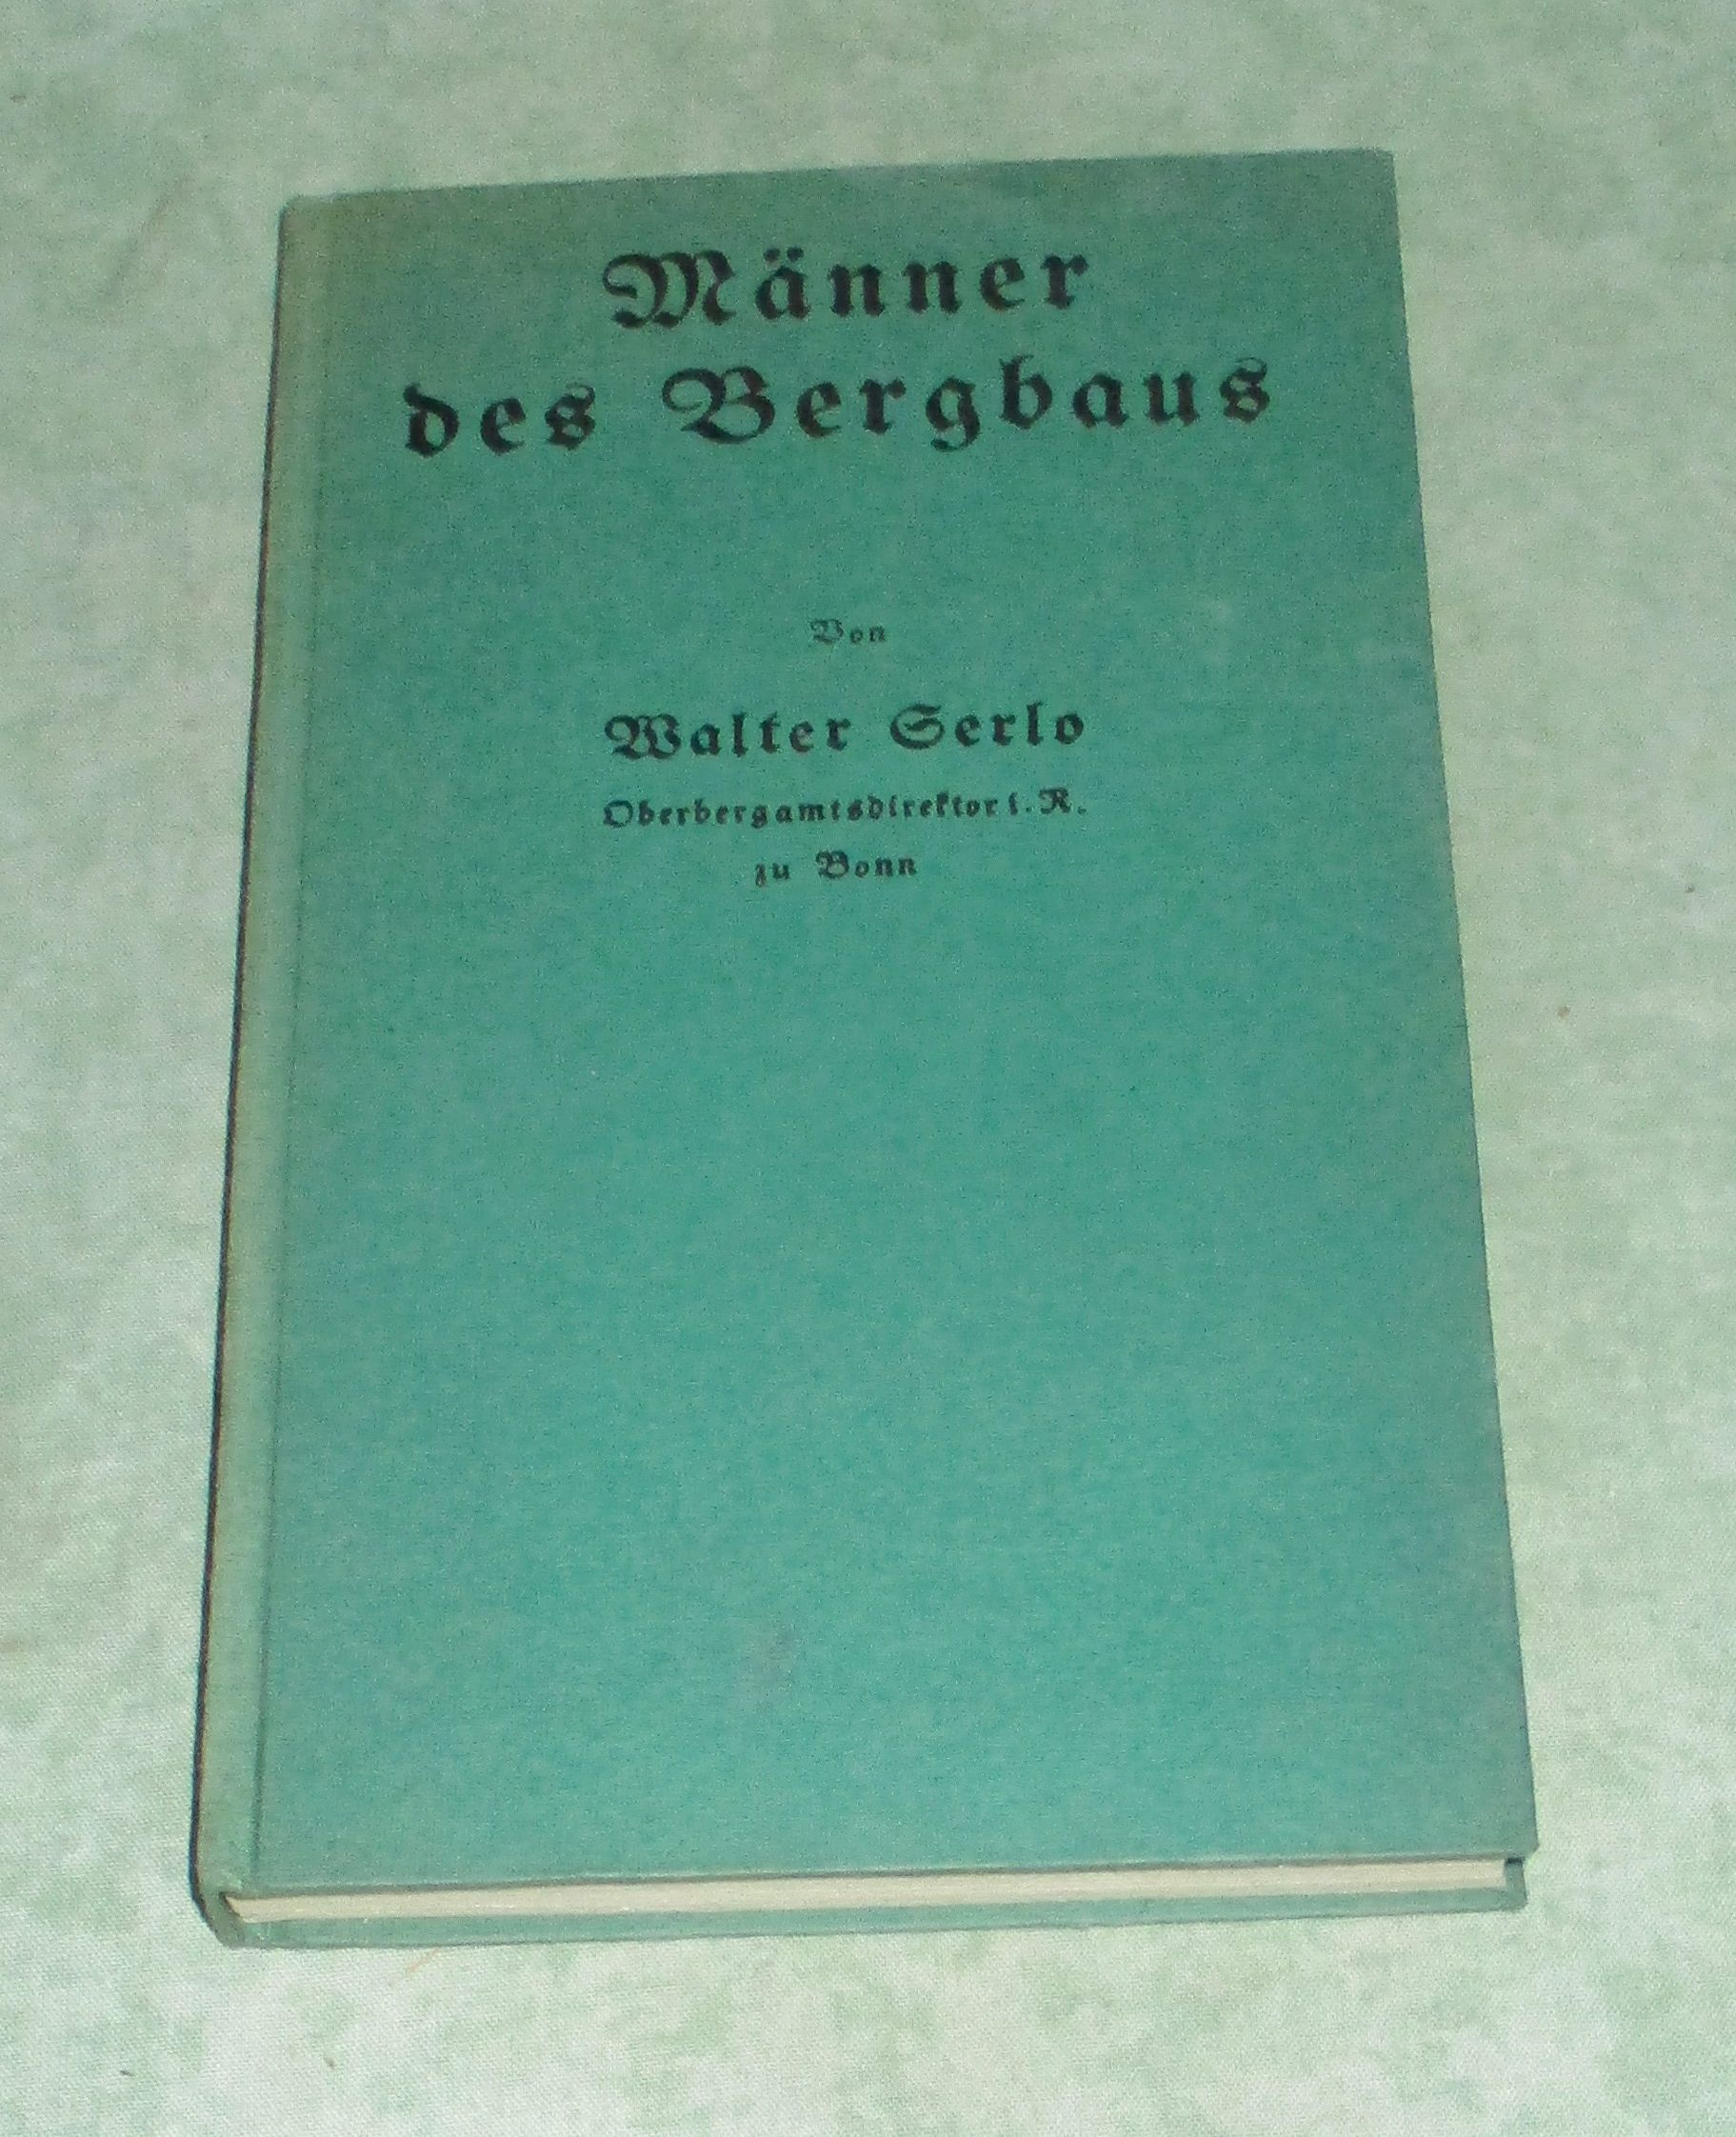 Männer
des Bergbaus
Von
Walter Serlo
Oberbergamtsdirektor i. R.
zu Bonn